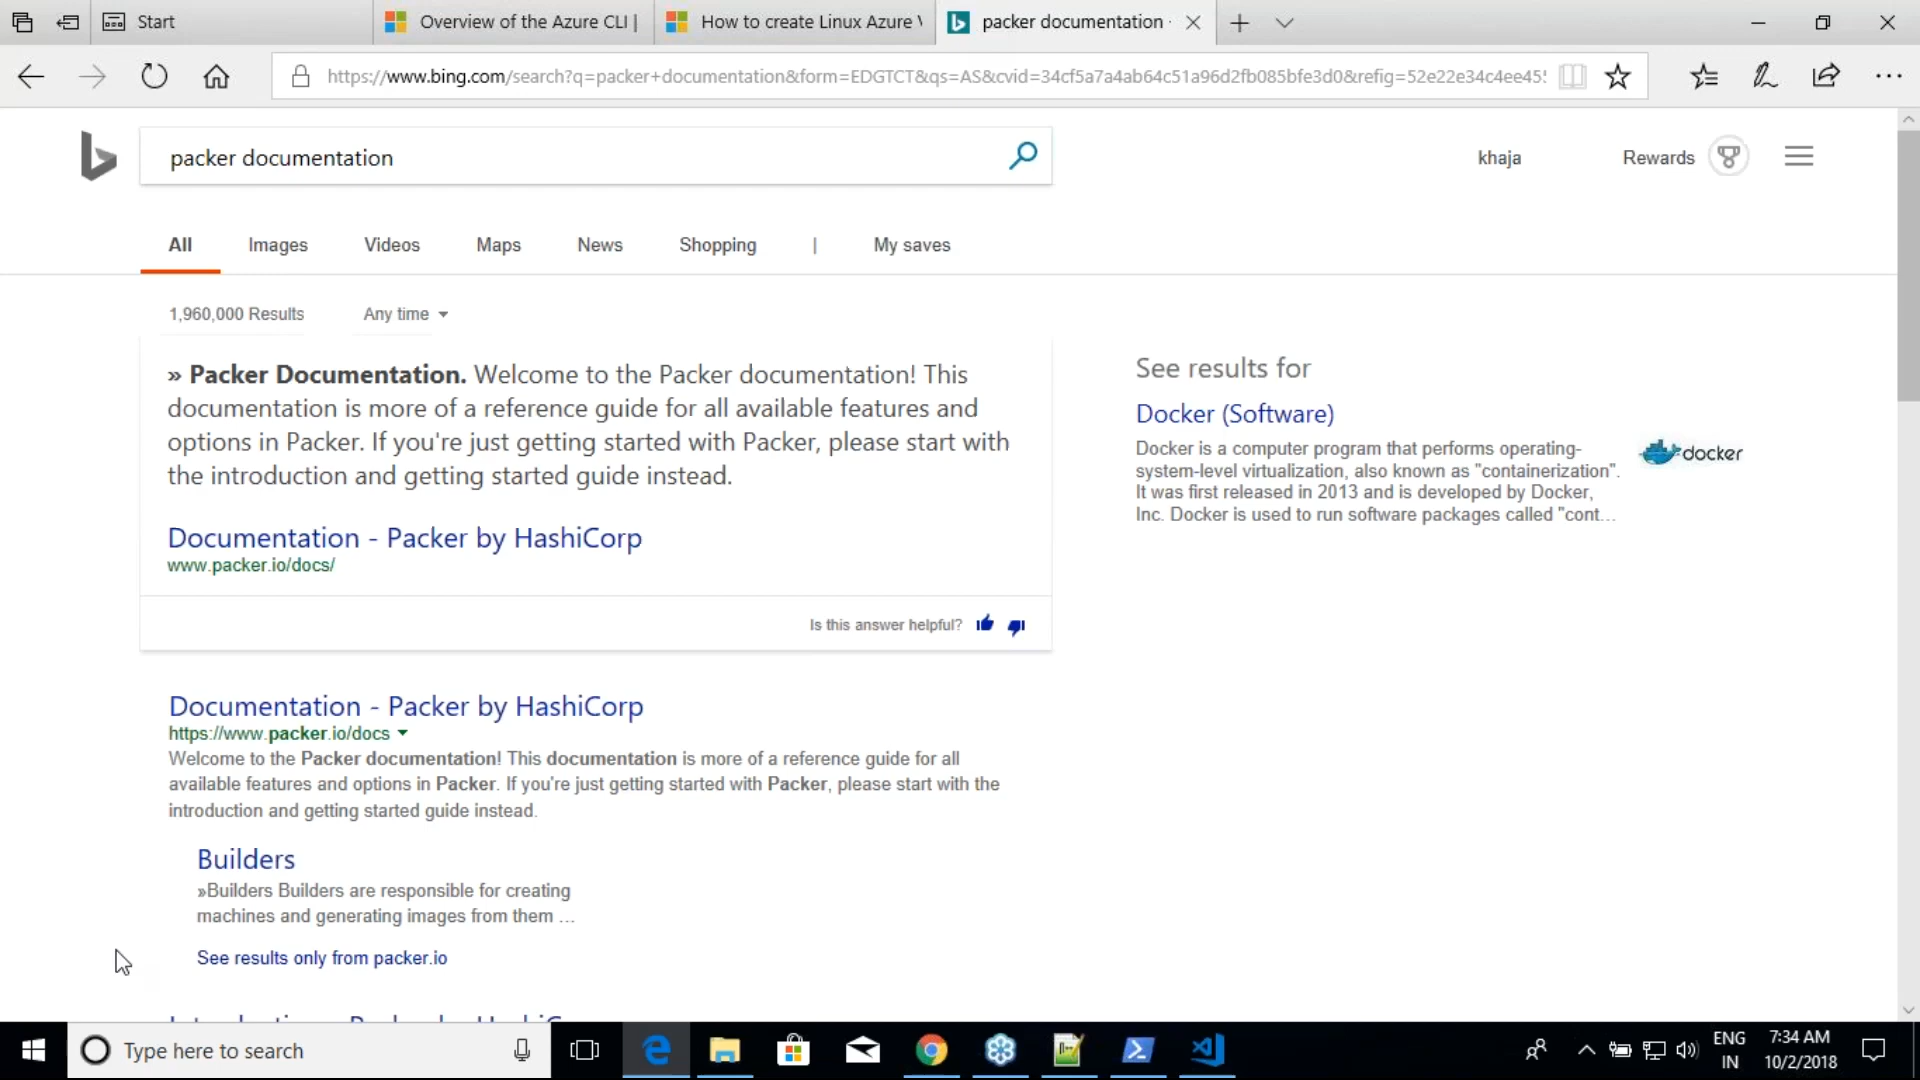 Start
Overview of the Azure CLI |
How to create Linux Azure V
packer documentation
https://www.bing.com/search?q=packer+documentation&form=EDGTCT&qs=AS&cvid=34cf5a7a4ab64c51a96d2fb085bfe3d0&refig=52e22e34c4ee45
packer documentation
khaja
Rewards
All
Images
Videos
Maps
News
Shopping
|
My saves
1,960,000 Results
Any time
» Packer Documentation. Welcome to the Packer documentation! This
documentation is more of a reference guide for all available features and
options in Packer. If you're just getting started with Packer, please start with
the introduction and getting started guide instead.
Documentation - Packer by HashiCorp
www.packer.io/docs/
Is this answer helpful?
See results for
Docker (Software)
Docker is a computer program that performs operating-
system-level virtualization, also known as "containerization".
It was first released in 2013 and is developed by Docker,
Inc. Docker is used to run software packages called "cont...
docker
Documentation - Packer by HashiCorp
https://www.packer.io/docs
Welcome to the Packer documentation! This documentation is more of a reference guide for all
available features and options in Packer. If you're just getting started with Packer, please start with the
introduction and getting started guide instead.
Builders
»Builders Builders are responsible for creating
machines and generating images from them ...
See results only from packer.io
Type here to search
ENG
IN
7:34 AM
10/2/2018